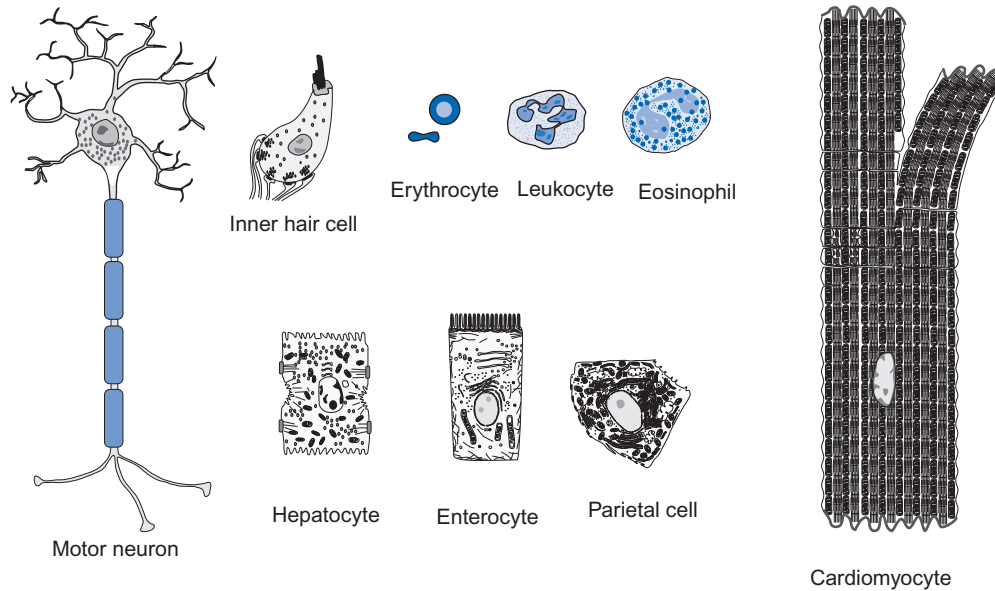 Inner hair cell
Erythrocyte
Leukocyte
Eosinophil
Motor neuron
Hepatocyte
Enterocyte
Parietal cell
Cardiomyocyte